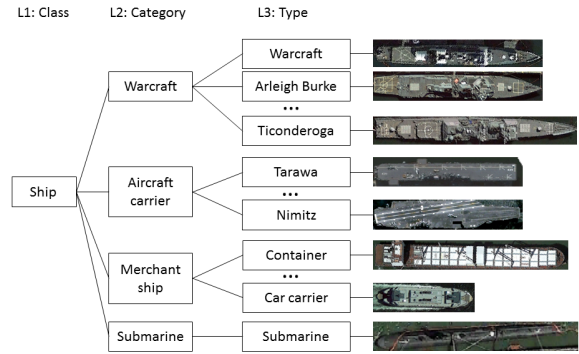 L1: Class L2: Category L3: Type
Warcraft
Warcraft
Arleigh Burke
...
Ticonderoga
Ship
Aircraft
carrier
Tarawa
...
Nimitz
Merchant
ship
Container
...
Car carrier
Submarine
Submarine